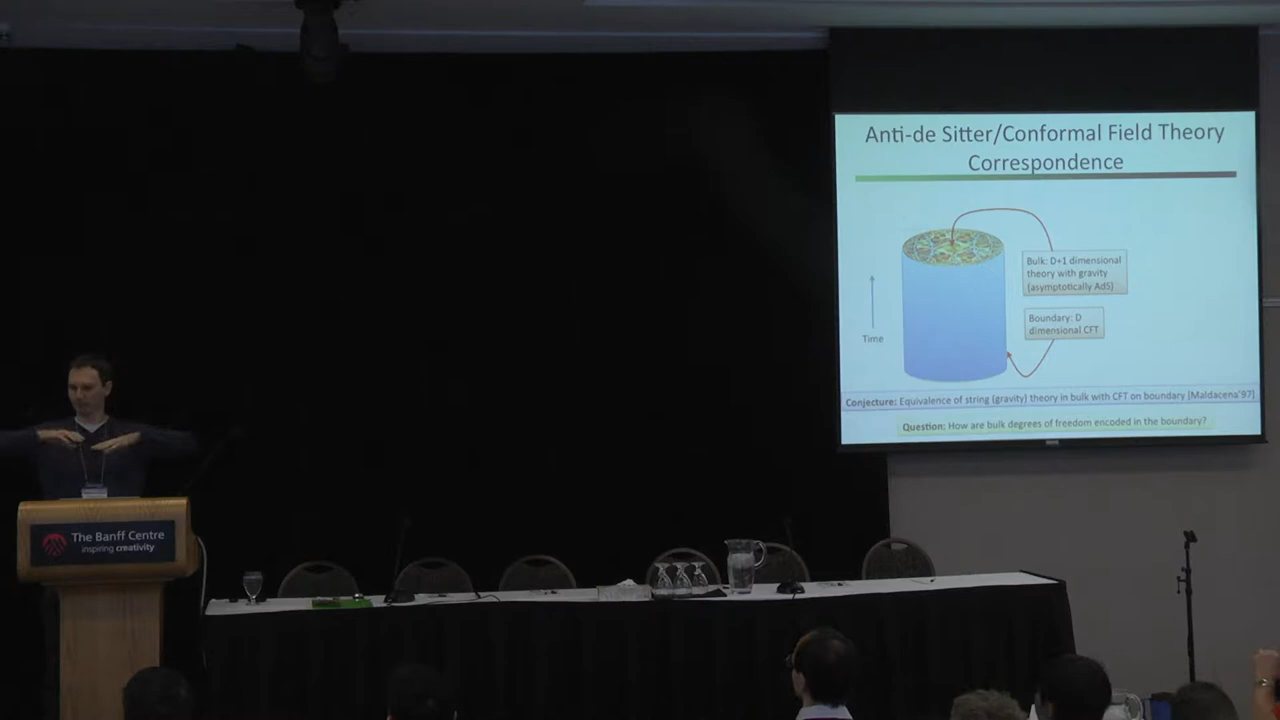 Anti-de Sitter/Conformal Field Theory
Correspondence
Bulk: D+1 dimensional
theory with gravity
(asymptotically AdS)
Boundary: D
dimensional CFT
Time
Conjecture: Equivalence of string (gravity) theory in bulk with CFT on boundary [Maldacena'97]
Question: How are bulk degrees of freedom encoded in the boundary?
The Banff Centre
inspiring creativity